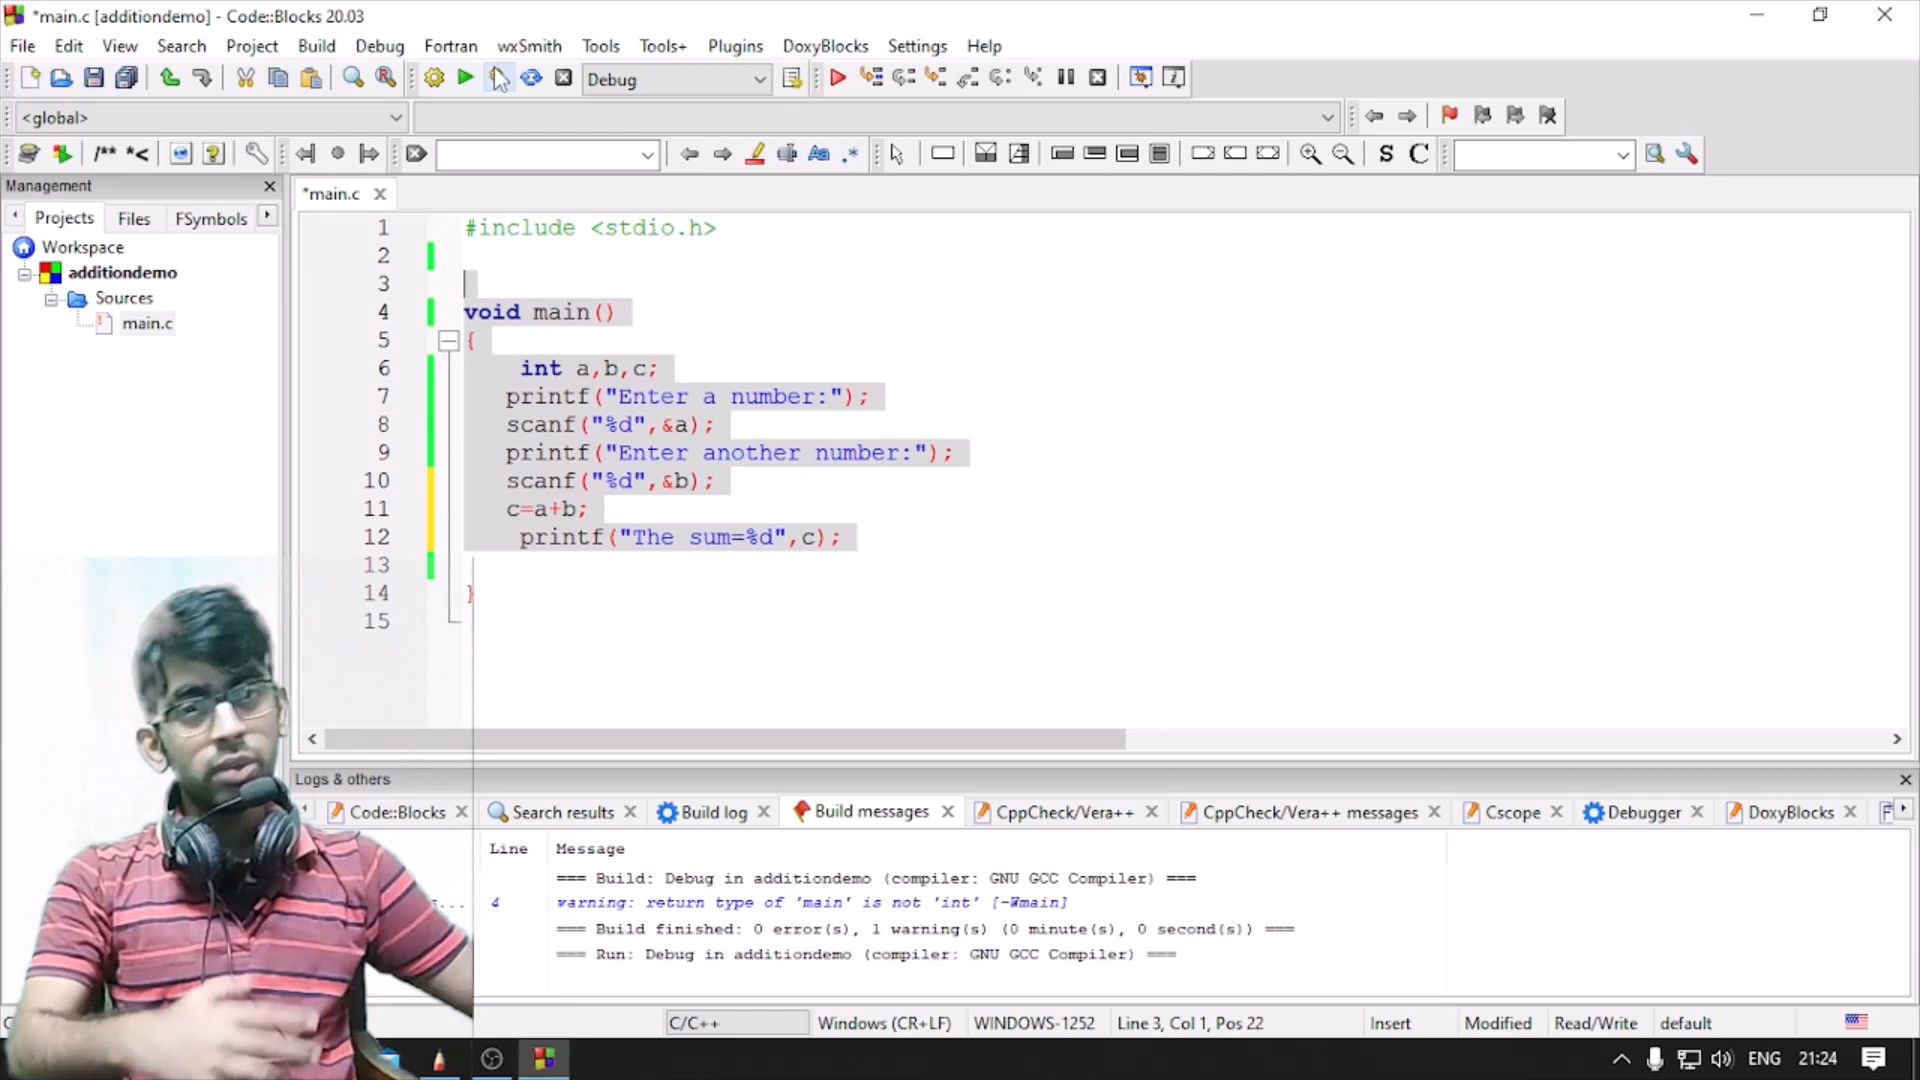 *main.c [additiondemo] - Code::Blocks 20.03
File Edit View Search Project Build Debug Fortran wxSmith Tools Tools+ Plugins DoxyBlocks Settings Help
Debug
<global>
/** *< Aa .* S C
Management
Projects Files FSymbols
Workspace
additiondemo
Sources
main.c
*main.c
1 #include <stdio.h>
2
3
4 void main()
5 {
6 int a,b,c;
7 printf("Enter a number:");
8 scanf("%d",&a);
9 printf("Enter another number:");
10 scanf("%d",&b);
11 c=a+b;
12 printf("The sum=%d",c);
13
14 }
15
Logs & others
Code::Blocks Search results Build log Build messages CppCheck/Vera++ CppCheck/Vera++ messages Cscope Debugger DoxyBlocks F
Line Message
=== Build: Debug in additiondemo (compiler: GNU GCC Compiler) ===
4 warning: return type of 'main' is not 'int' [-Wmain]
=== Build finished: 0 error(s), 1 warning(s) (0 minute(s), 0 second(s)) ===
=== Run: Debug in additiondemo (compiler: GNU GCC Compiler) ===
C/C++ Windows (CR+LF) WINDOWS-1252 Line 3, Col 1, Pos 22 Insert Modified Read/Write default
ENG 21:24